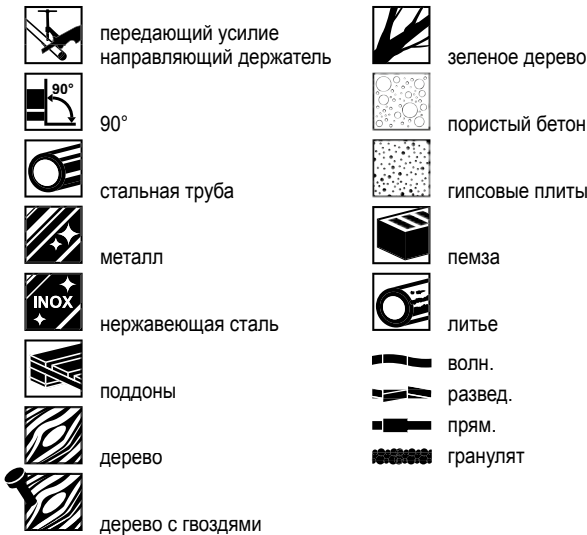 передающий усилие
направляющий держатель
90°
90°
стальная труба
металл
INOX
нержавеющая сталь
поддоны
дерево
дерево с гвоздями
зеленое дерево
пористый бетон
гипсовые плиты
пемза
литье
волн.
развед.
прям.
гранулят